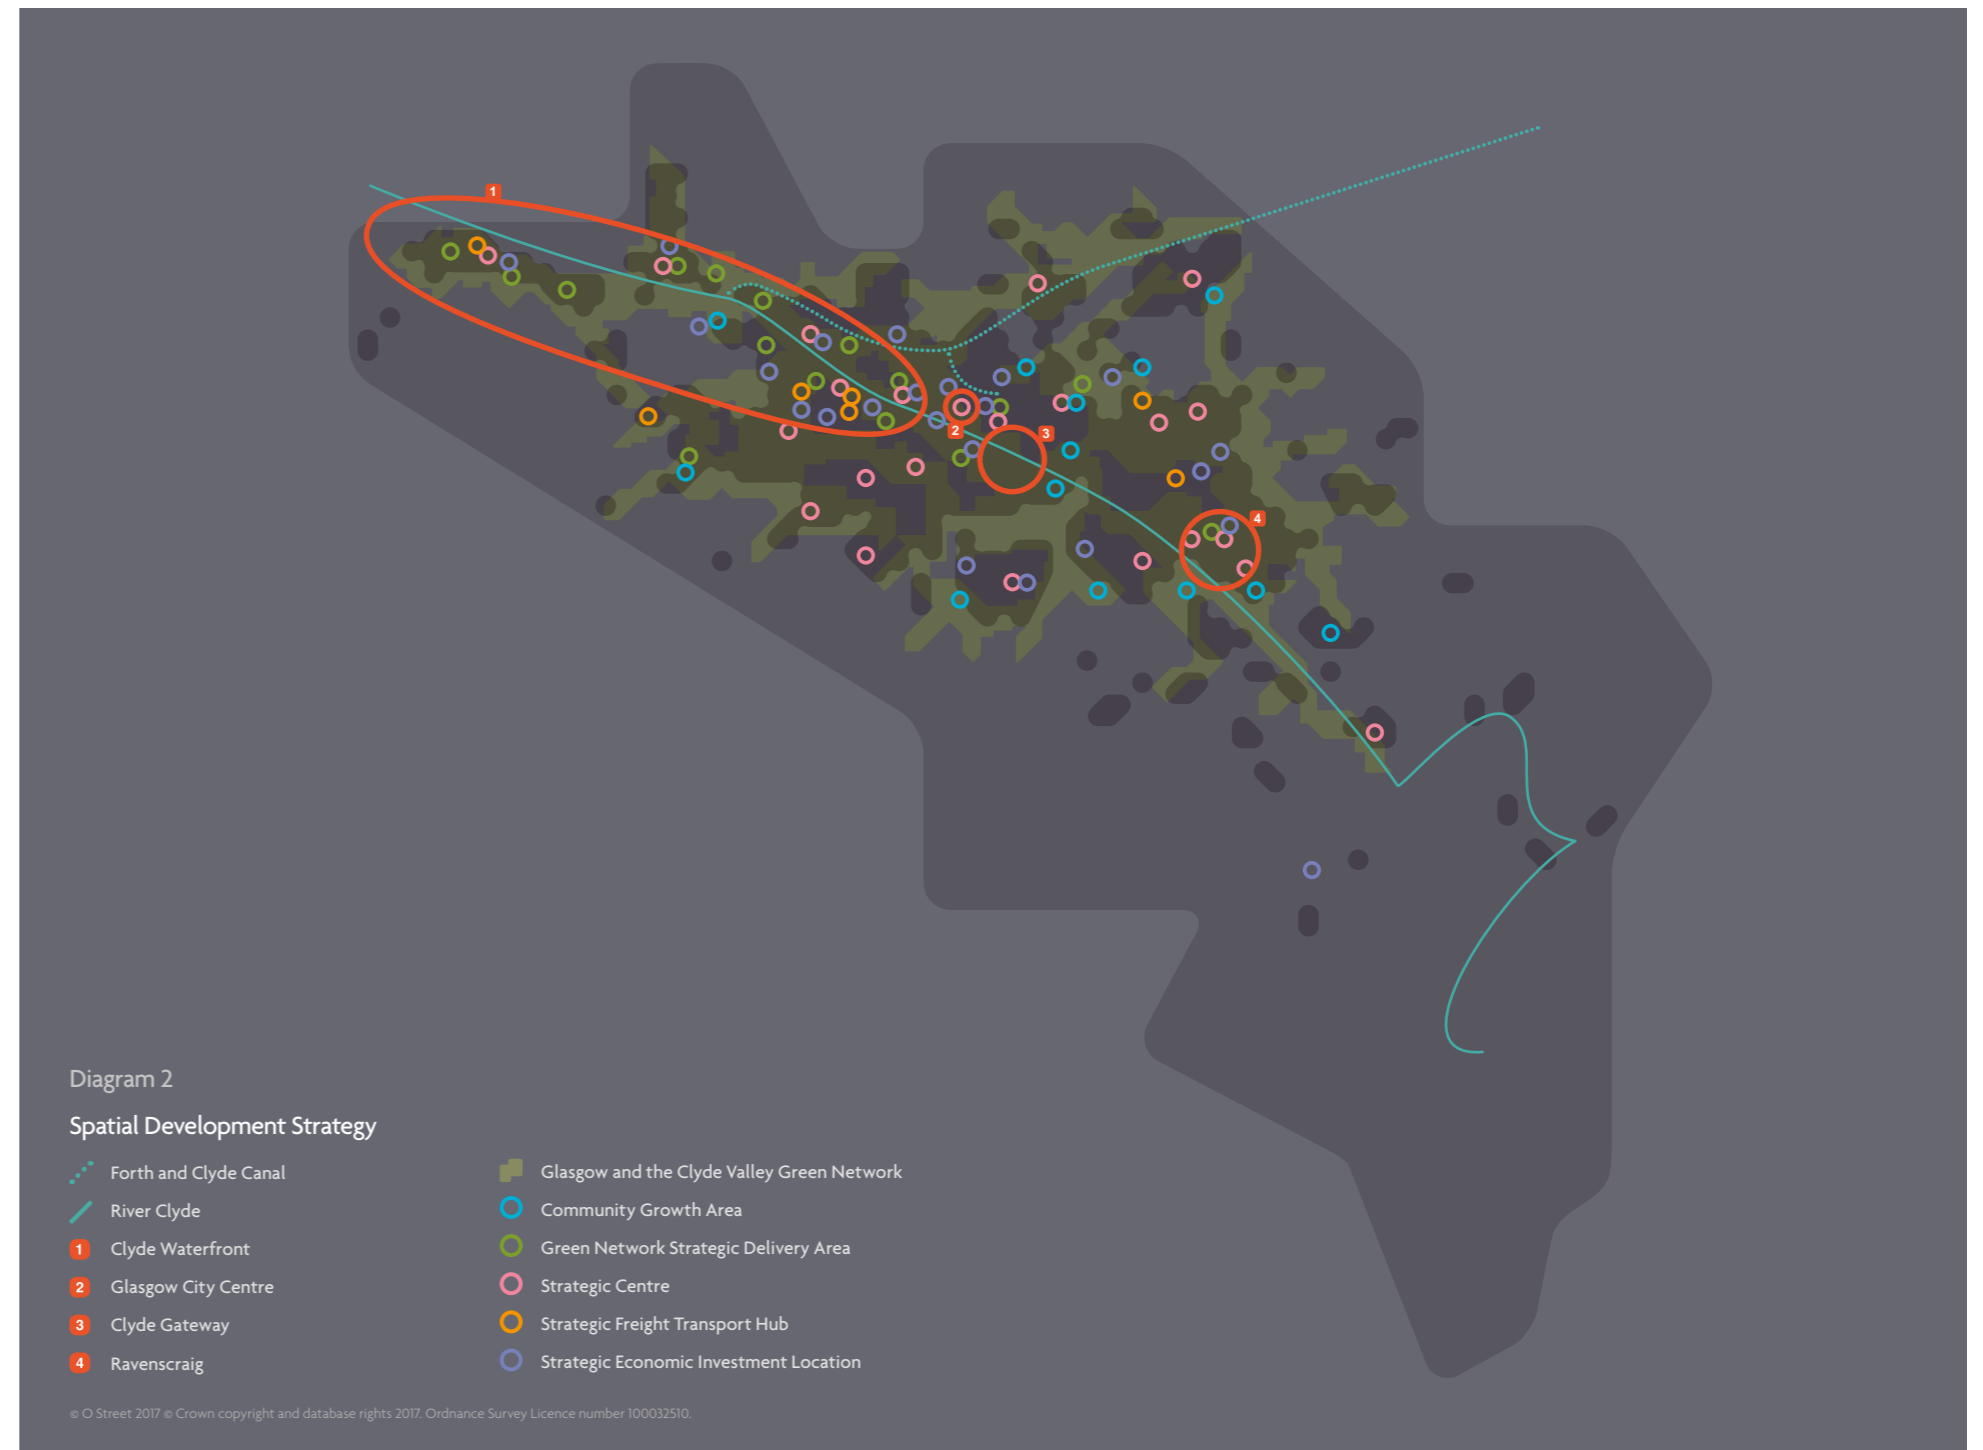 1
2
3
4
Diagram 2
Spatial Development Strategy
Forth and Clyde Canal
River Clyde
1 Clyde Waterfront
2 Glasgow City Centre
3 Clyde Gateway
4 Ravenscraig
Glasgow and the Clyde Valley Green Network
Community Growth Area
Green Network Strategic Delivery Area
Strategic Centre
Strategic Freight Transport Hub
Strategic Economic Investment Location
© O Street 2017 © Crown copyright and database rights 2017. Ordnance Survey Licence number 100032510.